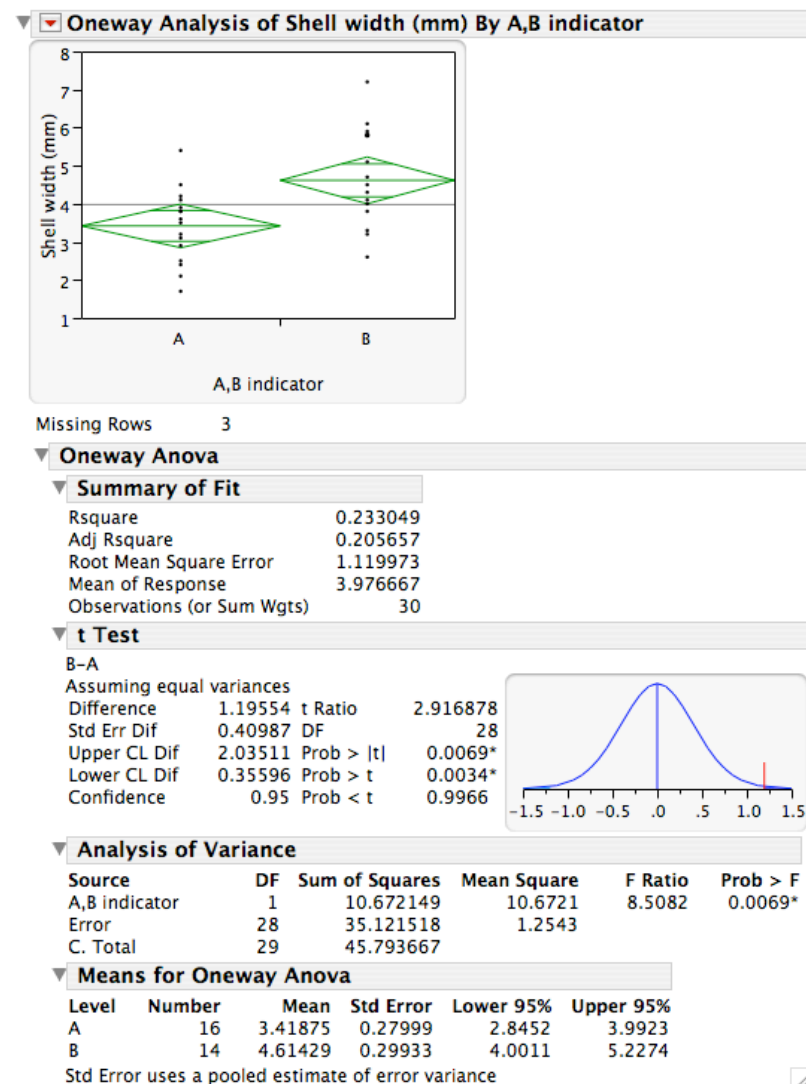 Oneway Analysis of Shell width (mm) By A,B indicator
8
7
6
5
4
3
2
1
Shell width (mm)
A B
A,B indicator
Missing Rows 3
Oneway Anova
Summary of Fit
Rsquare 0.233049
Adj Rsquare 0.205657
Root Mean Square Error 1.119973
Mean of Response 3.976667
Observations (or Sum Wgts) 30
t Test
B-A
Assuming equal variances
Difference 1.19554 t Ratio 2.916878
Std Err Dif 0.40987 DF 28
Upper CL Dif 2.03511 Prob > |t| 0.0069*
Lower CL Dif 0.35596 Prob > t 0.0034*
Confidence 0.95 Prob < t 0.9966
-1.5 -1.0 -0.5 .0 .5 1.0 1.5
Analysis of Variance
Source DF Sum of Squares Mean Square F Ratio Prob > F
A,B indicator 1 10.672149 10.6721 8.5082 0.0069*
Error 28 35.121518 1.2543
C. Total 29 45.793667
Means for Oneway Anova
Level Number Mean Std Error Lower 95% Upper 95%
A 16 3.41875 0.27999 2.8452 3.9923
B 14 4.61429 0.29933 4.0011 5.2274
Std Error uses a pooled estimate of error variance